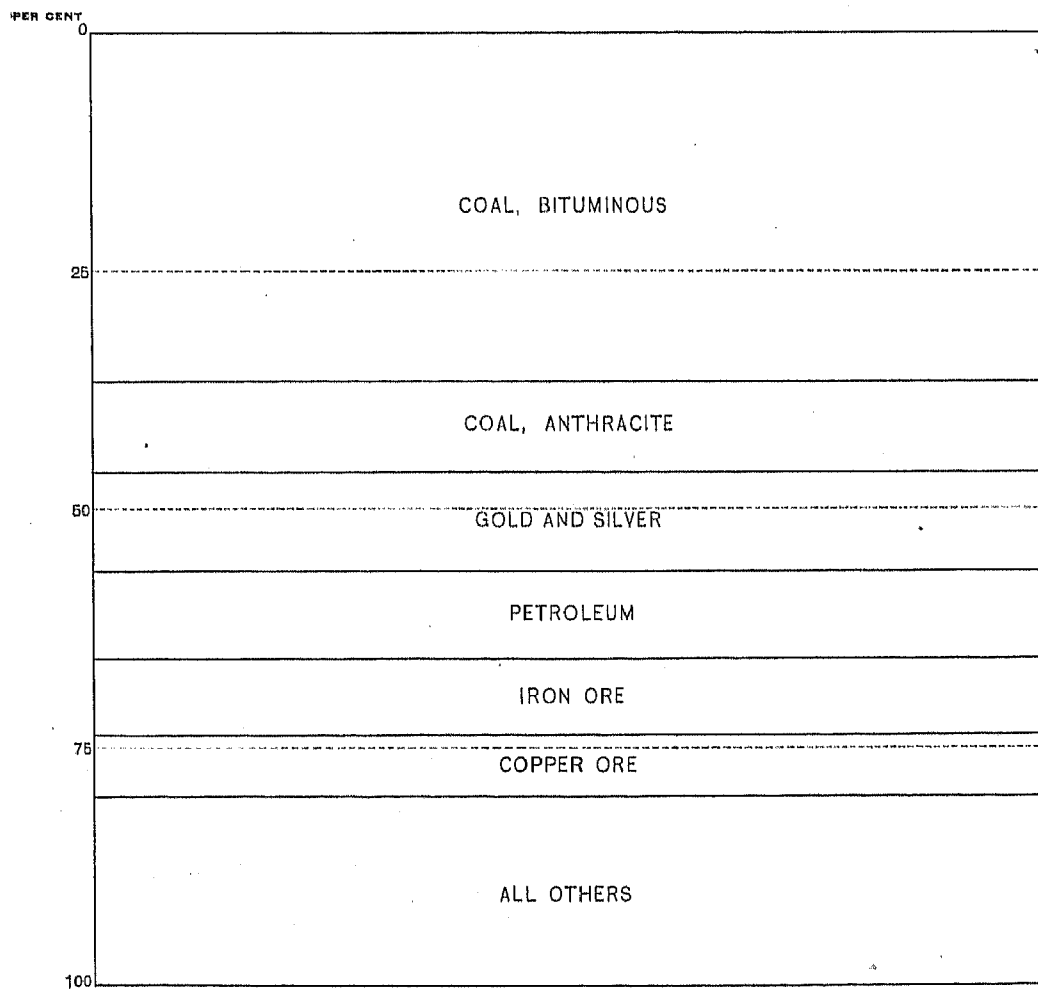 PER CENT
0
COAL, BITUMINOUS
25
COAL, ANTHRACITE
50
GOLD AND SILVER
PETROLEUM
IRON ORE
75
COPPER ORE
ALL OTHERS
100